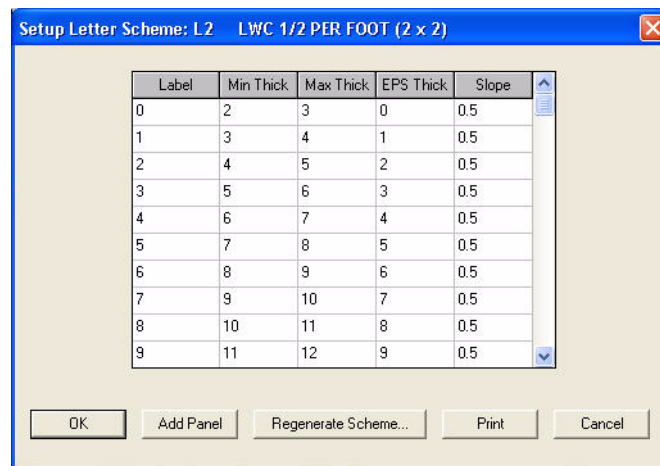 Setup Letter Scheme: L2 LWC 1/2 PER FOOT (2 x 2)
Label Min Thick Max Thick EPS Thick Slope
0 2 3 0 0.5
1 3 4 1 0.5
2 4 5 2 0.5
3 5 6 3 0.5
4 6 7 4 0.5
5 7 8 5 0.5
6 8 9 6 0.5
7 9 10 7 0.5
8 10 11 8 0.5
9 11 12 9 0.5
OK Add Panel Regenerate Scheme... Print Cancel